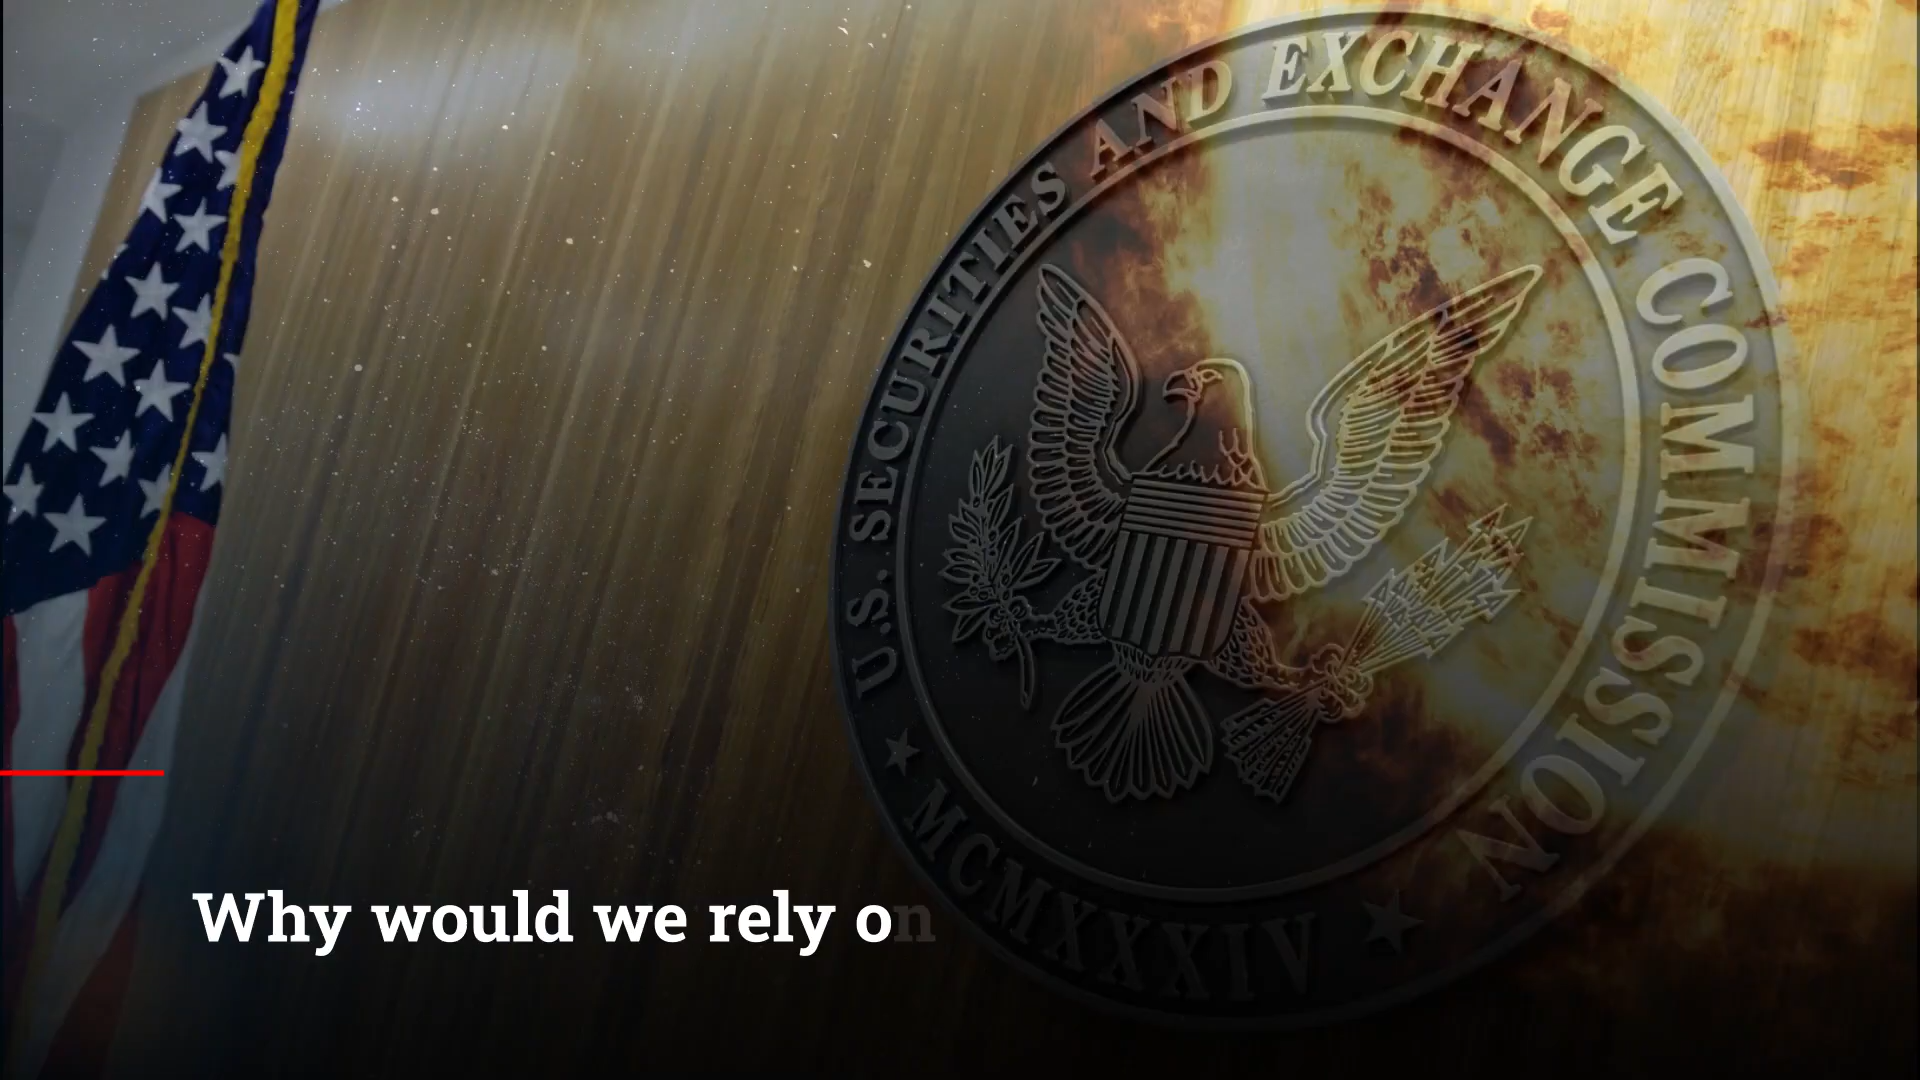 U.S. SECURITIES AND EXCHANGE COMMISSION
★ MCMXXXIV ★
Why would we rely on